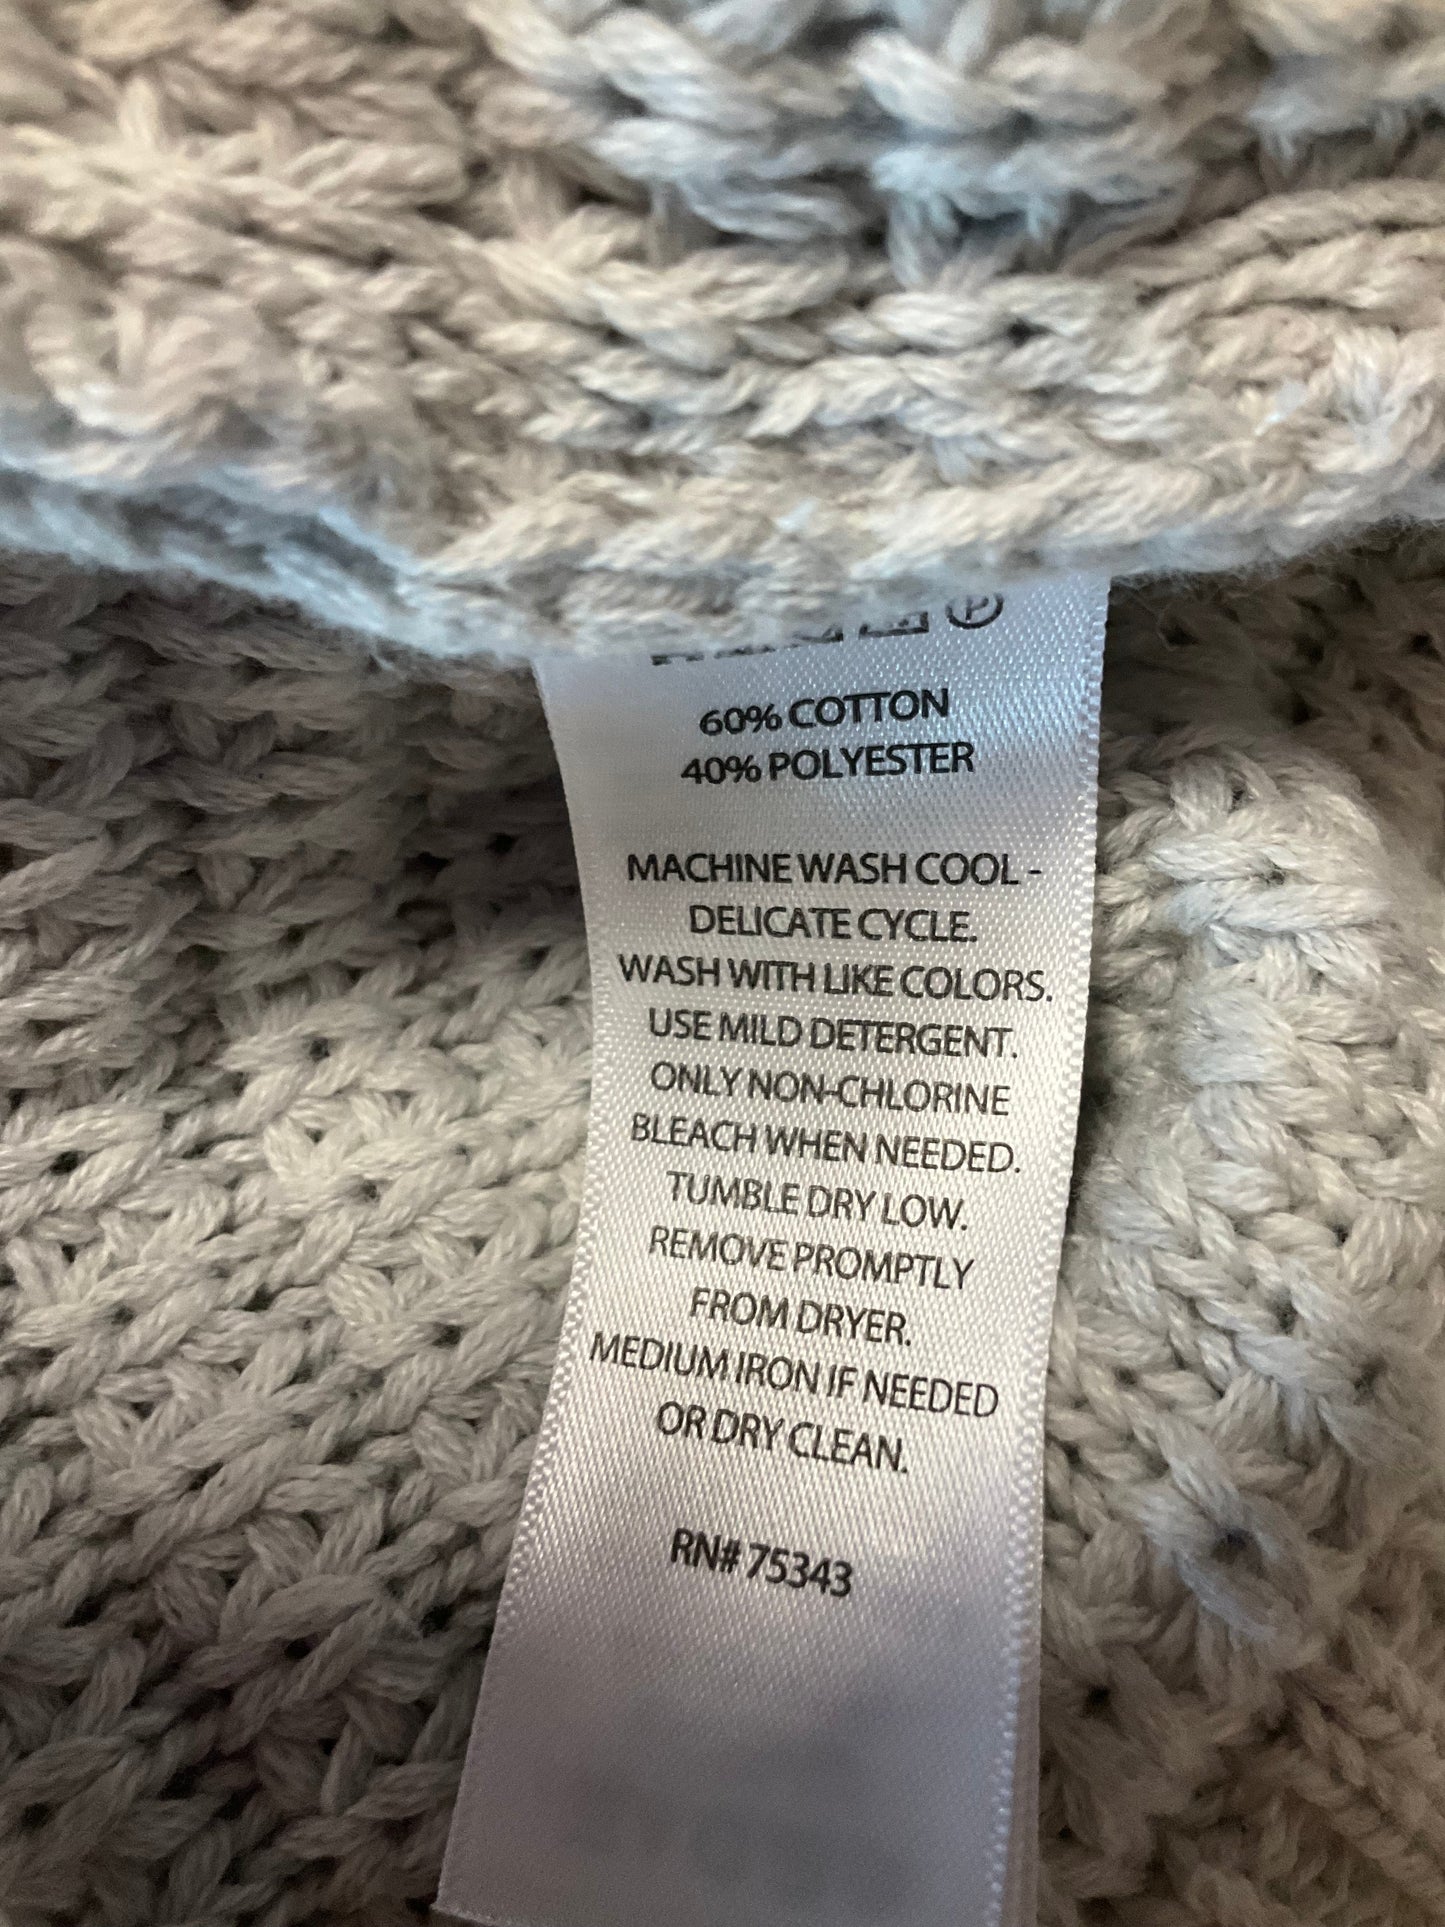 60% COTTON
40% POLYESTER
MACHINE WASH COOL -
DELICATE CYCLE.
WASH WITH LIKE COLORS.
USE MILD DETERGENT.
ONLY NON-CHLORINE
BLEACH WHEN NEEDED.
TUMBLE DRY LOW.
REMOVE PROMPTLY
FROM DRYER.
MEDIUM IRON IF NEEDED
OR DRY CLEAN.
RN# 75343